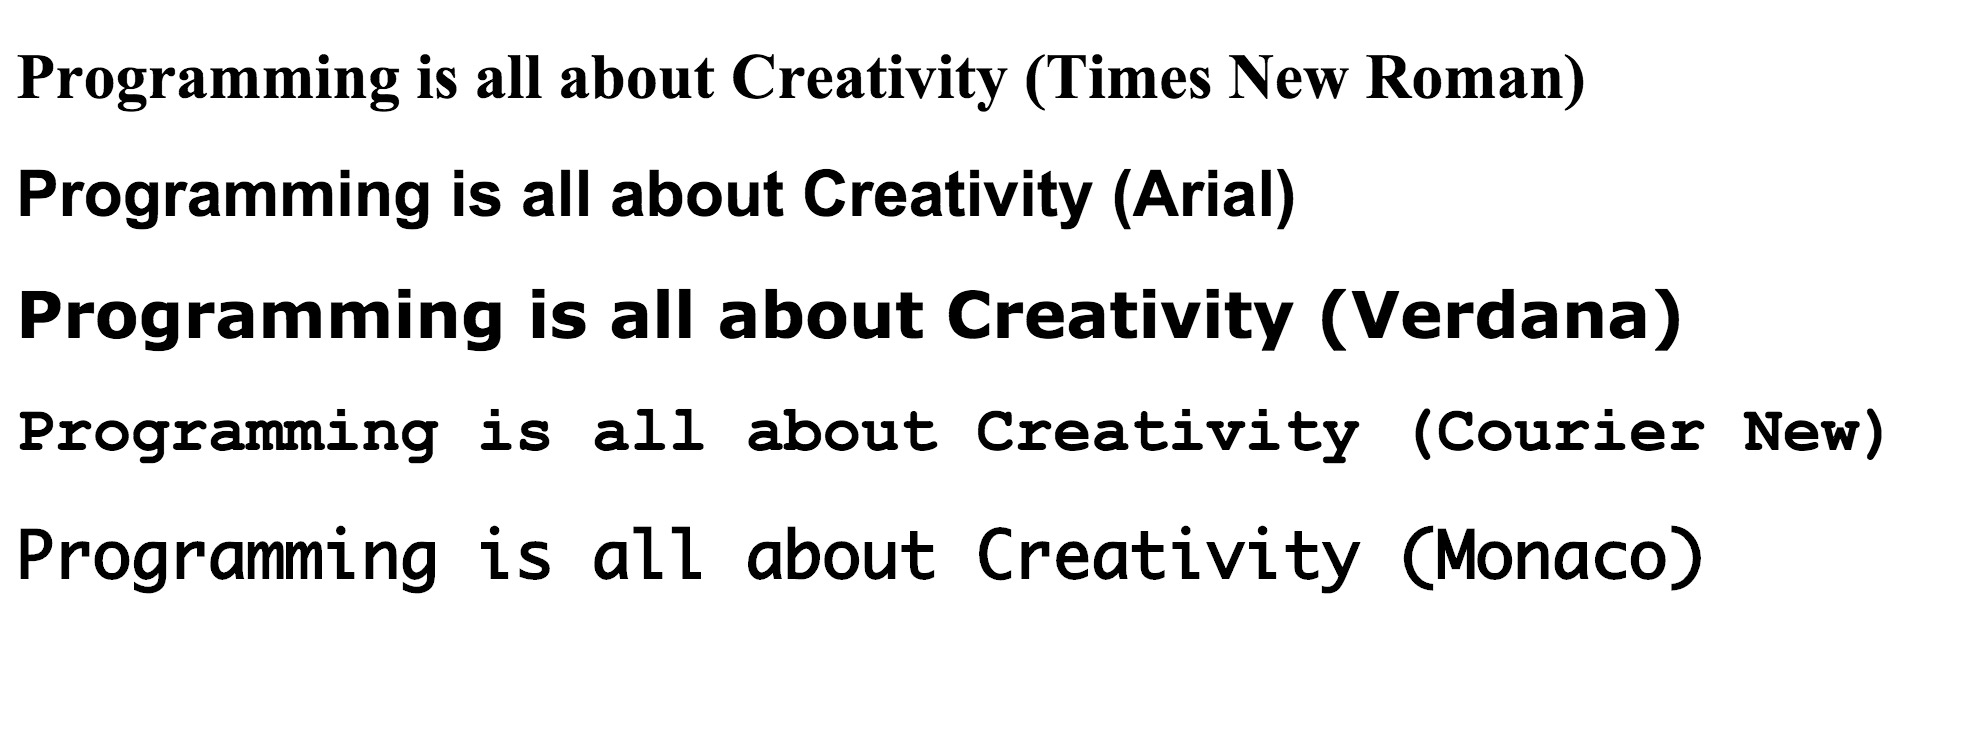 Programming is all about Creativity (Times New Roman)
Programming is all about Creativity (Arial)
Programming is all about Creativity (Verdana)
Programming is all about Creativity (Courier New)
Programming is all about Creativity (Monaco)